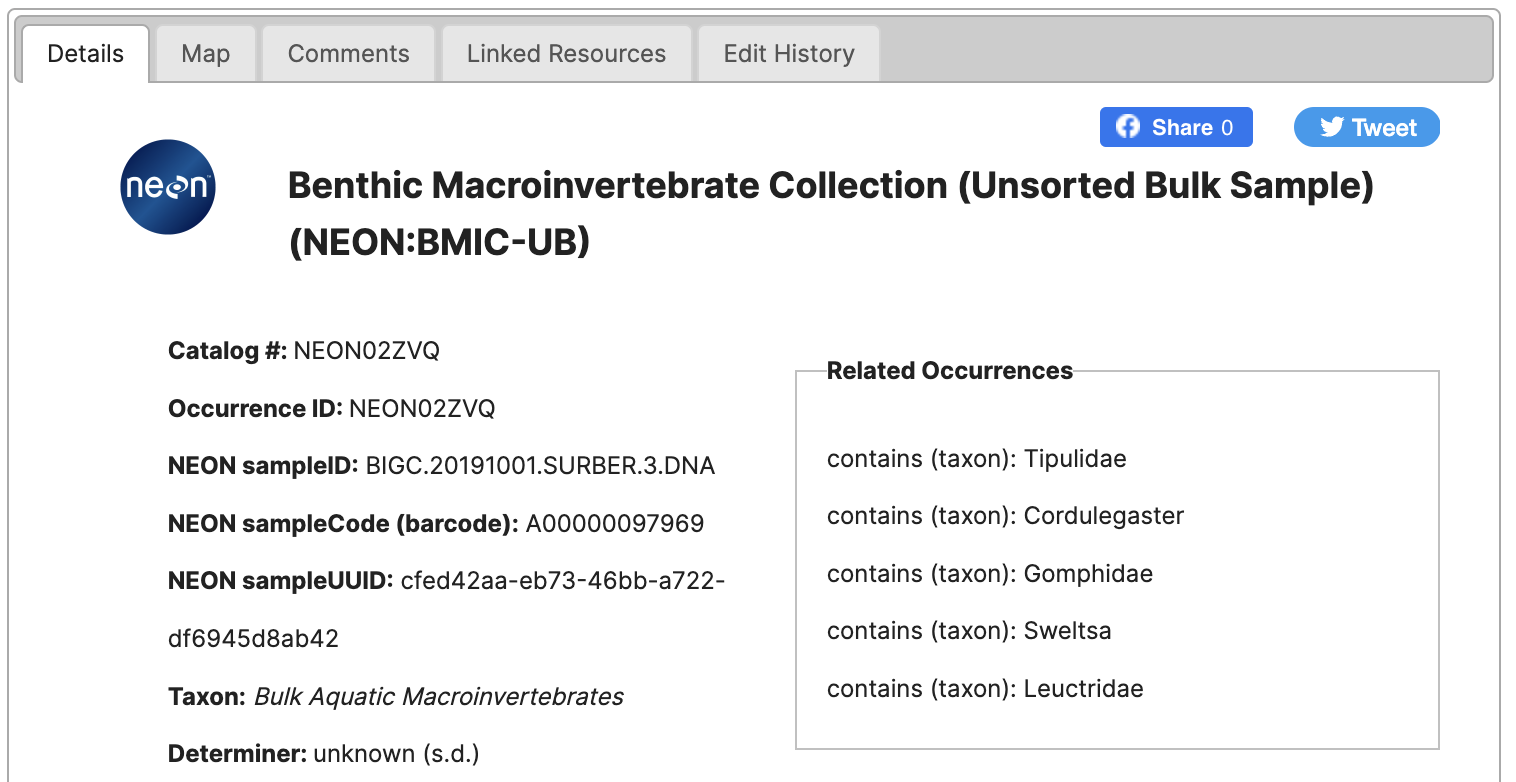 Details
Map
Comments
Linked Resources
Edit History
Share 0
Tweet
neon™
Benthic Macroinvertebrate Collection (Unsorted Bulk Sample)
(NEON:BMIC-UB)
Catalog #: NEON02ZVQ
Occurrence ID: NEON02ZVQ
NEON sampleID: BIGC.20191001.SURBER.3.DNA
NEON sampleCode (barcode): A00000097969
NEON sampleUUID: cfed42aa-eb73-46bb-a722-
df6945d8ab42
Taxon: Bulk Aquatic Macroinvertebrates
Determiner: unknown (s.d.)
Related Occurrences
contains (taxon): Tipulidae
contains (taxon): Cordulegaster
contains (taxon): Gomphidae
contains (taxon): Sweltsa
contains (taxon): Leuctridae